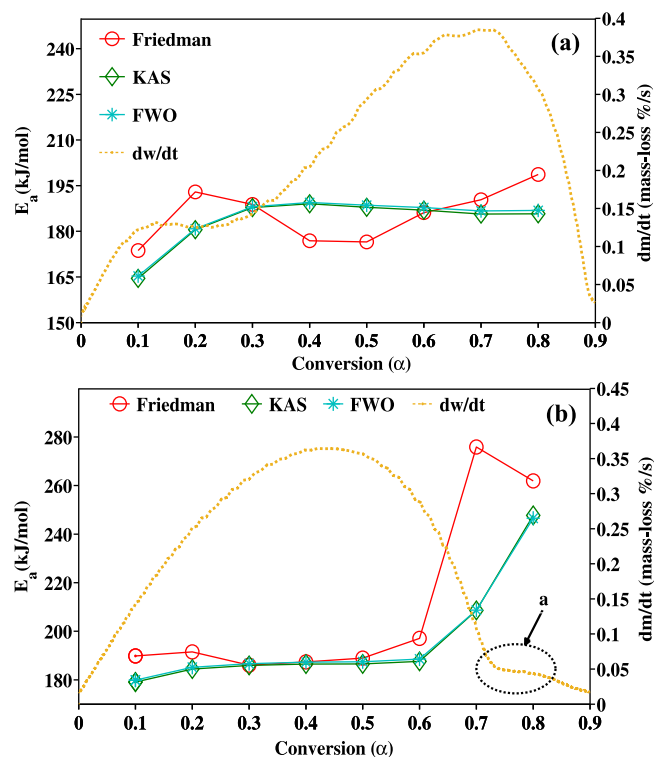 (a)
Friedman
KAS
FWO
dw/dt
E_a (kJ/mol)
250
240
225
210
195
180
165
150
0 0.1 0.2 0.3 0.4 0.5 0.6 0.7 0.8 0.9
Conversion (α)
0.4
0.35
0.3
0.25
0.2
0.15
0.1
0.05
0
dm/dt (mass-loss %/s)
Friedman KAS FWO dw/dt
(b)
a
E_a (kJ/mol)
280
260
240
220
200
180
0 0.1 0.2 0.3 0.4 0.5 0.6 0.7 0.8 0.9
Conversion (α)
0.45
0.4
0.35
0.3
0.25
0.2
0.15
0.1
0.05
0
dm/dt (mass-loss %/s)